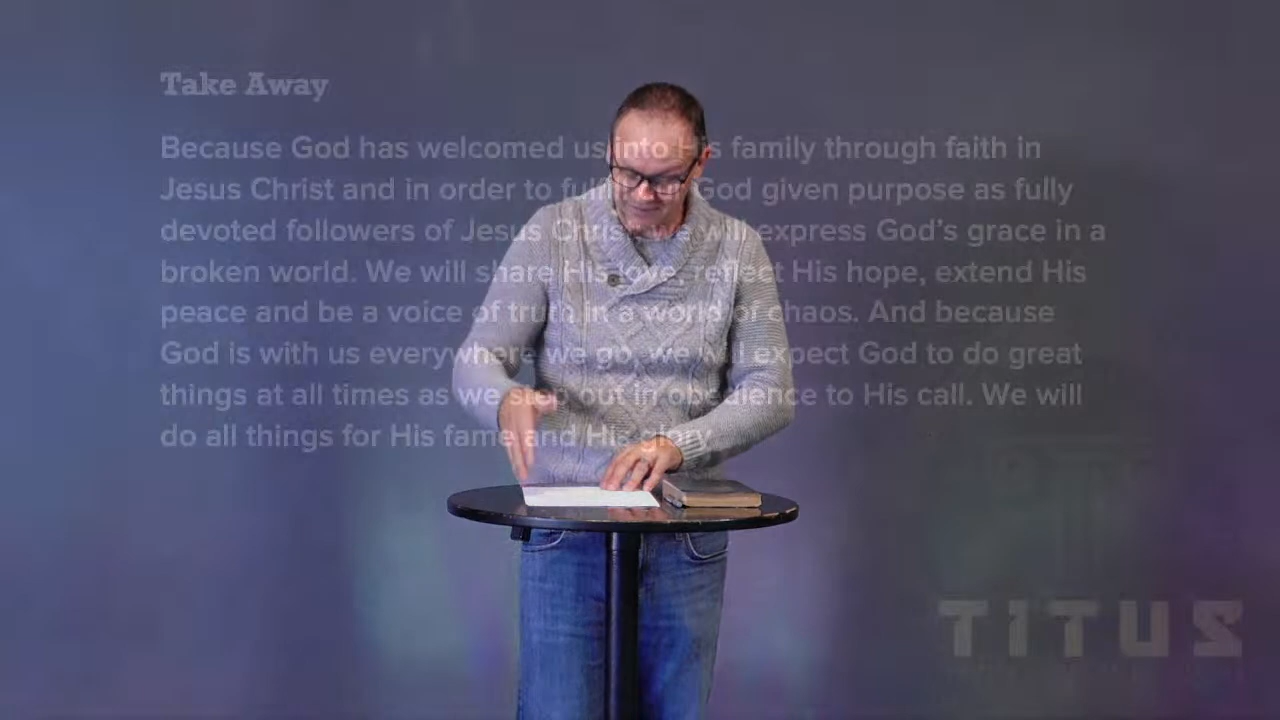 Take Away
Because God has welcomed us into His family through faith in
Jesus Christ and in order to God given purpose as fully
devoted followers of Jesus Christ will express God's grace in a
broken world. We will share His love, reflect His hope, extend His
peace and be a voice of truth in a world of chaos. And because
God is with us everywhere we go, we will expect God to do great
things at all times as we step out in obedience to His call. We will
do all things for His fame and His glory
TITUS